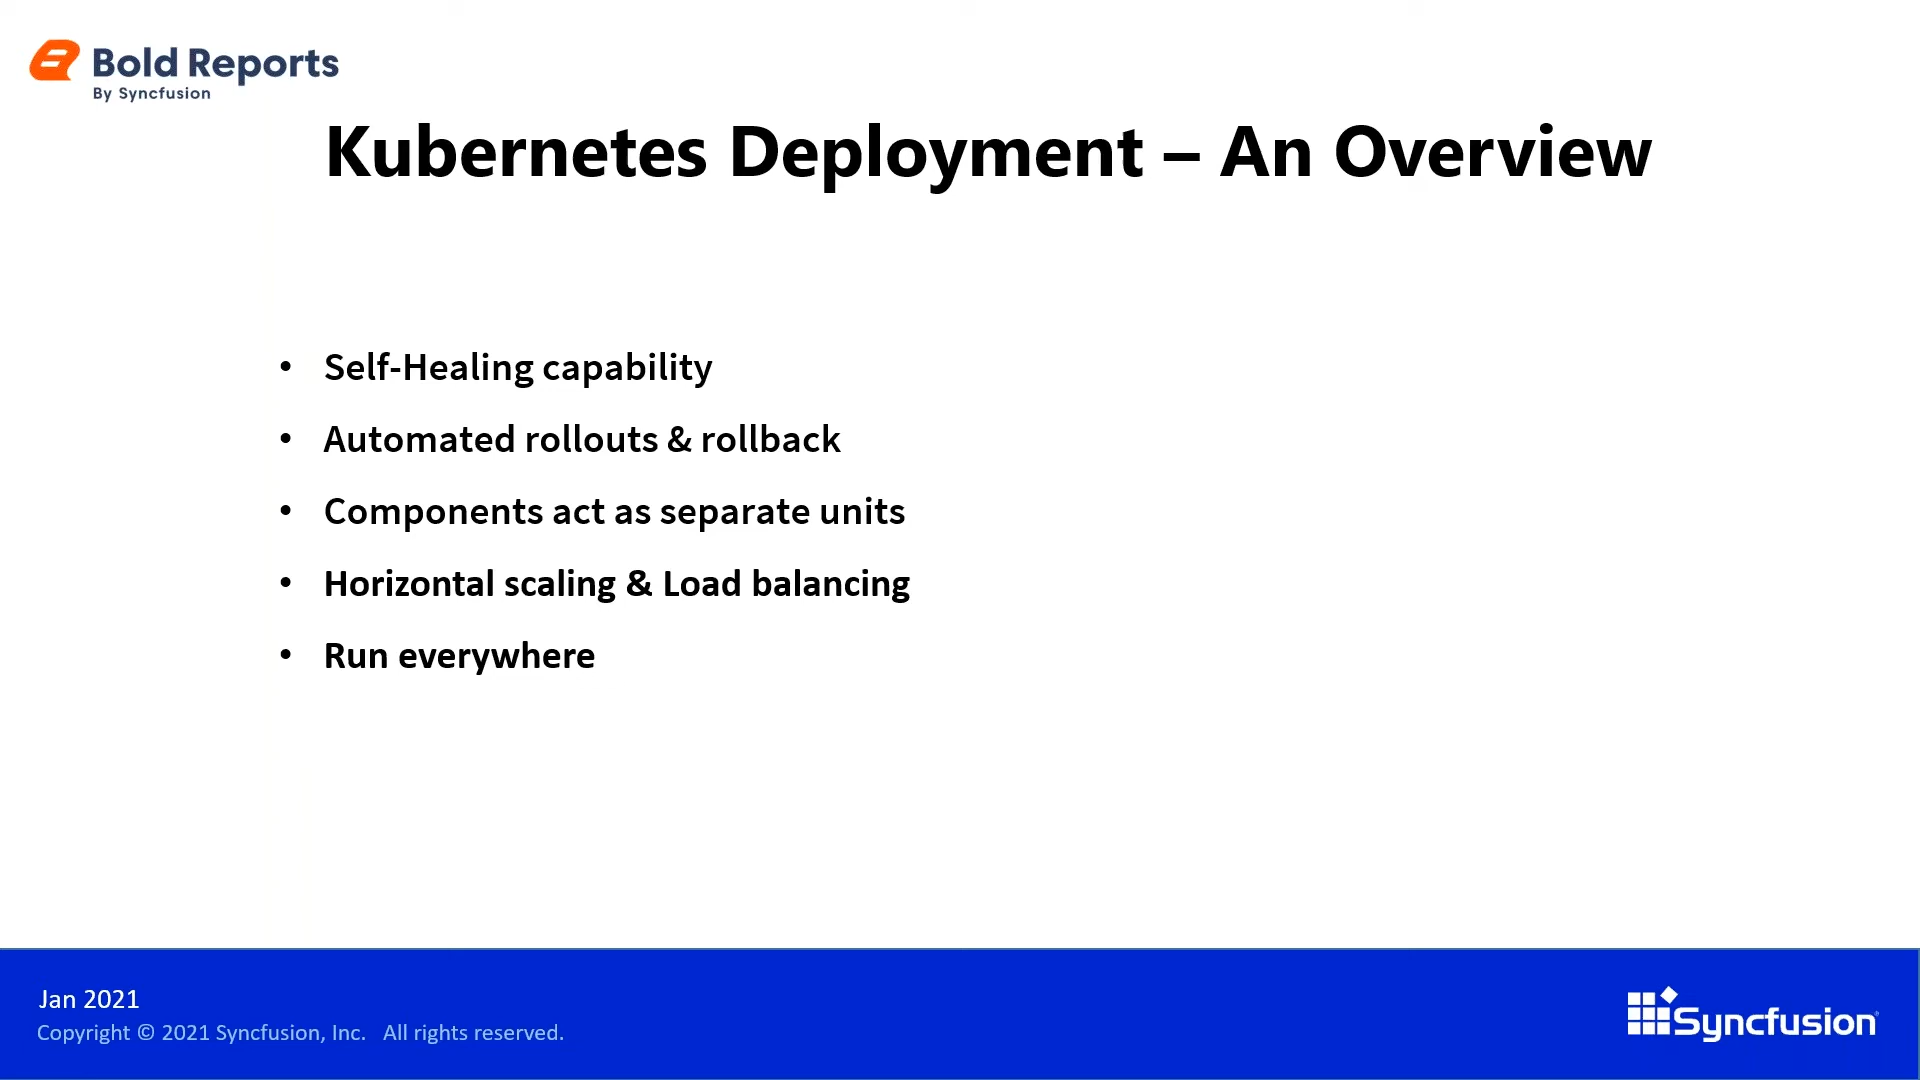 Bold Reports
By Syncfusion
Kubernetes Deployment – An Overview
• Self-Healing capability
• Automated rollouts & rollback
• Components act as separate units
• Horizontal scaling & Load balancing
• Run everywhere
Jan 2021
Copyright © 2021 Syncfusion, Inc. All rights reserved.
Syncfusion